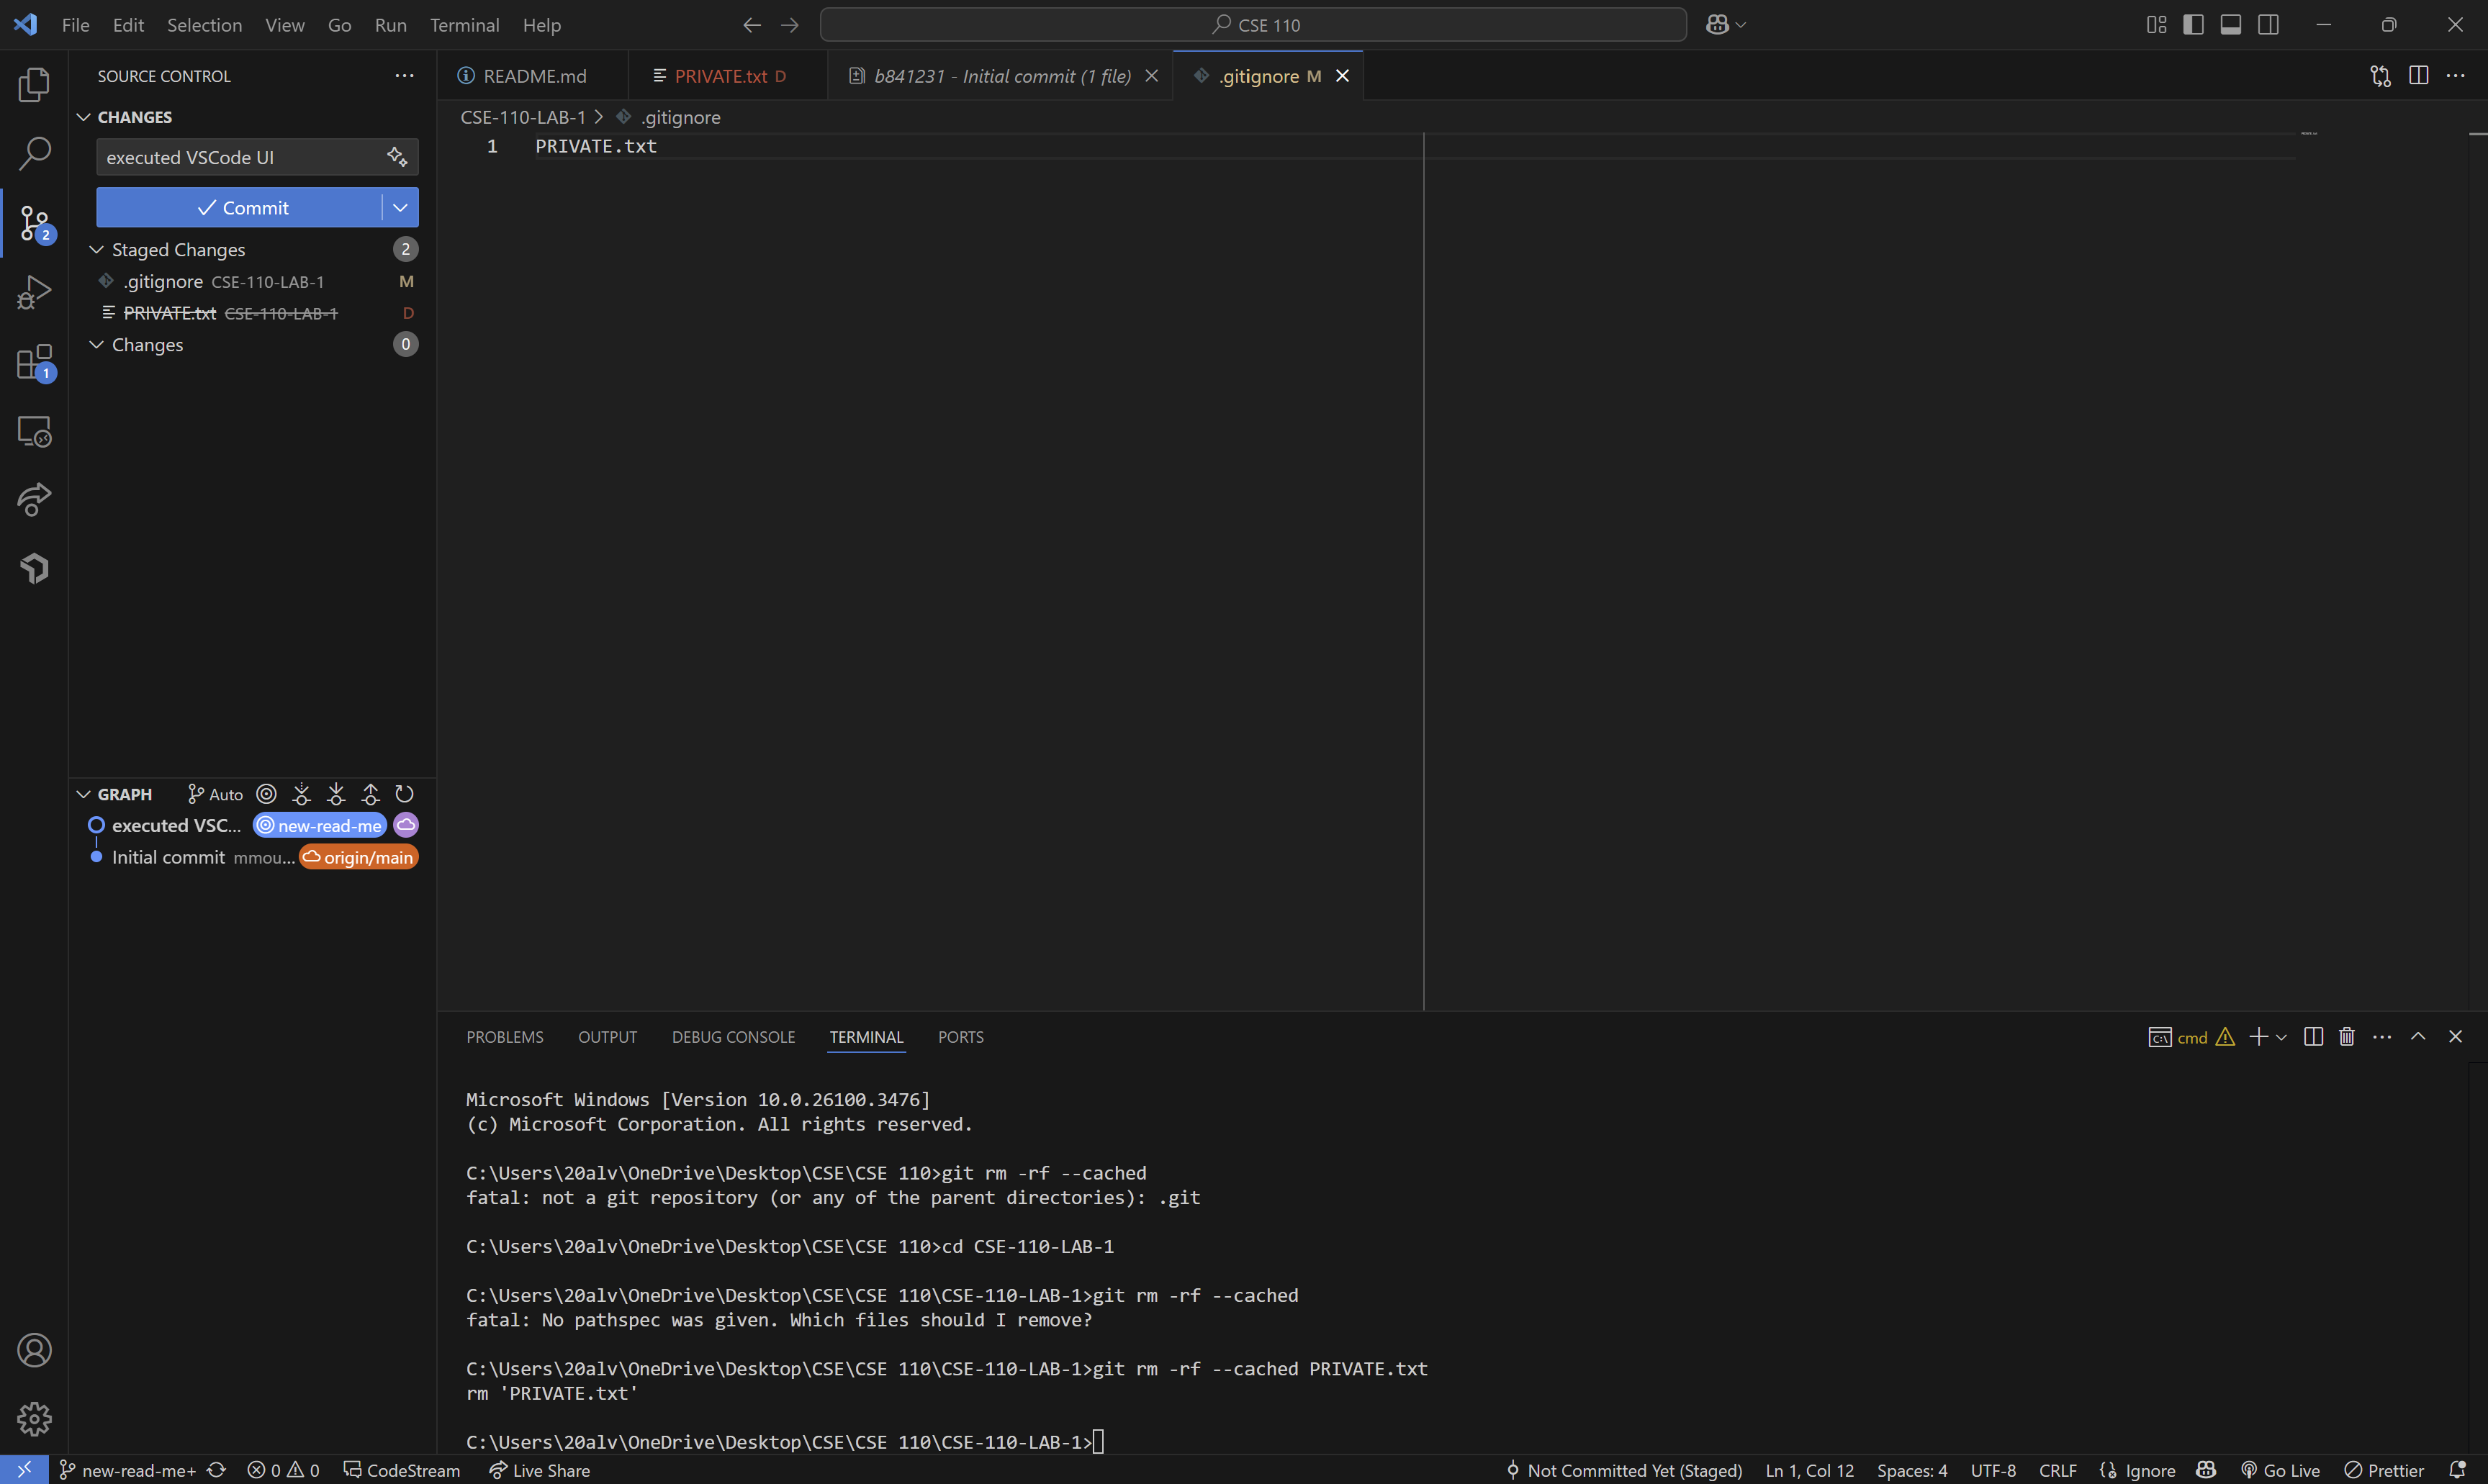 File Edit Selection View Go Run Terminal Help
CSE 110
SOURCE CONTROL
README.md
PRIVATE.txt D
b841231 - Initial commit (1 file)
.gitignore M
CHANGES
executed VSCode UI
Commit
Staged Changes 2
.gitignore CSE-110-LAB-1 M
PRIVATE.txt CSE-110-LAB-1 D
Changes 0
2
1
CSE-110-LAB-1 > .gitignore
1 PRIVATE.txt
GRAPH Auto
executed VSC... new-read-me
Initial commit mmou... origin/main
PROBLEMS OUTPUT DEBUG CONSOLE TERMINAL PORTS
cmd
Microsoft Windows [Version 10.0.26100.3476]
(c) Microsoft Corporation. All rights reserved.
C:\Users\20alv\OneDrive\Desktop\CSE\CSE 110>git rm -rf --cached
fatal: not a git repository (or any of the parent directories): .git
C:\Users\20alv\OneDrive\Desktop\CSE\CSE 110>cd CSE-110-LAB-1
C:\Users\20alv\OneDrive\Desktop\CSE\CSE 110\CSE-110-LAB-1>git rm -rf --cached
fatal: No pathspec was given. Which files should I remove?
C:\Users\20alv\OneDrive\Desktop\CSE\CSE 110\CSE-110-LAB-1>git rm -rf --cached PRIVATE.txt
rm 'PRIVATE.txt'
C:\Users\20alv\OneDrive\Desktop\CSE\CSE 110\CSE-110-LAB-1>
new-read-me+ 0 0 CodeStream Live Share Not Committed Yet (Staged) Ln 1, Col 12 Spaces: 4 UTF-8 CRLF Ignore Go Live Prettier